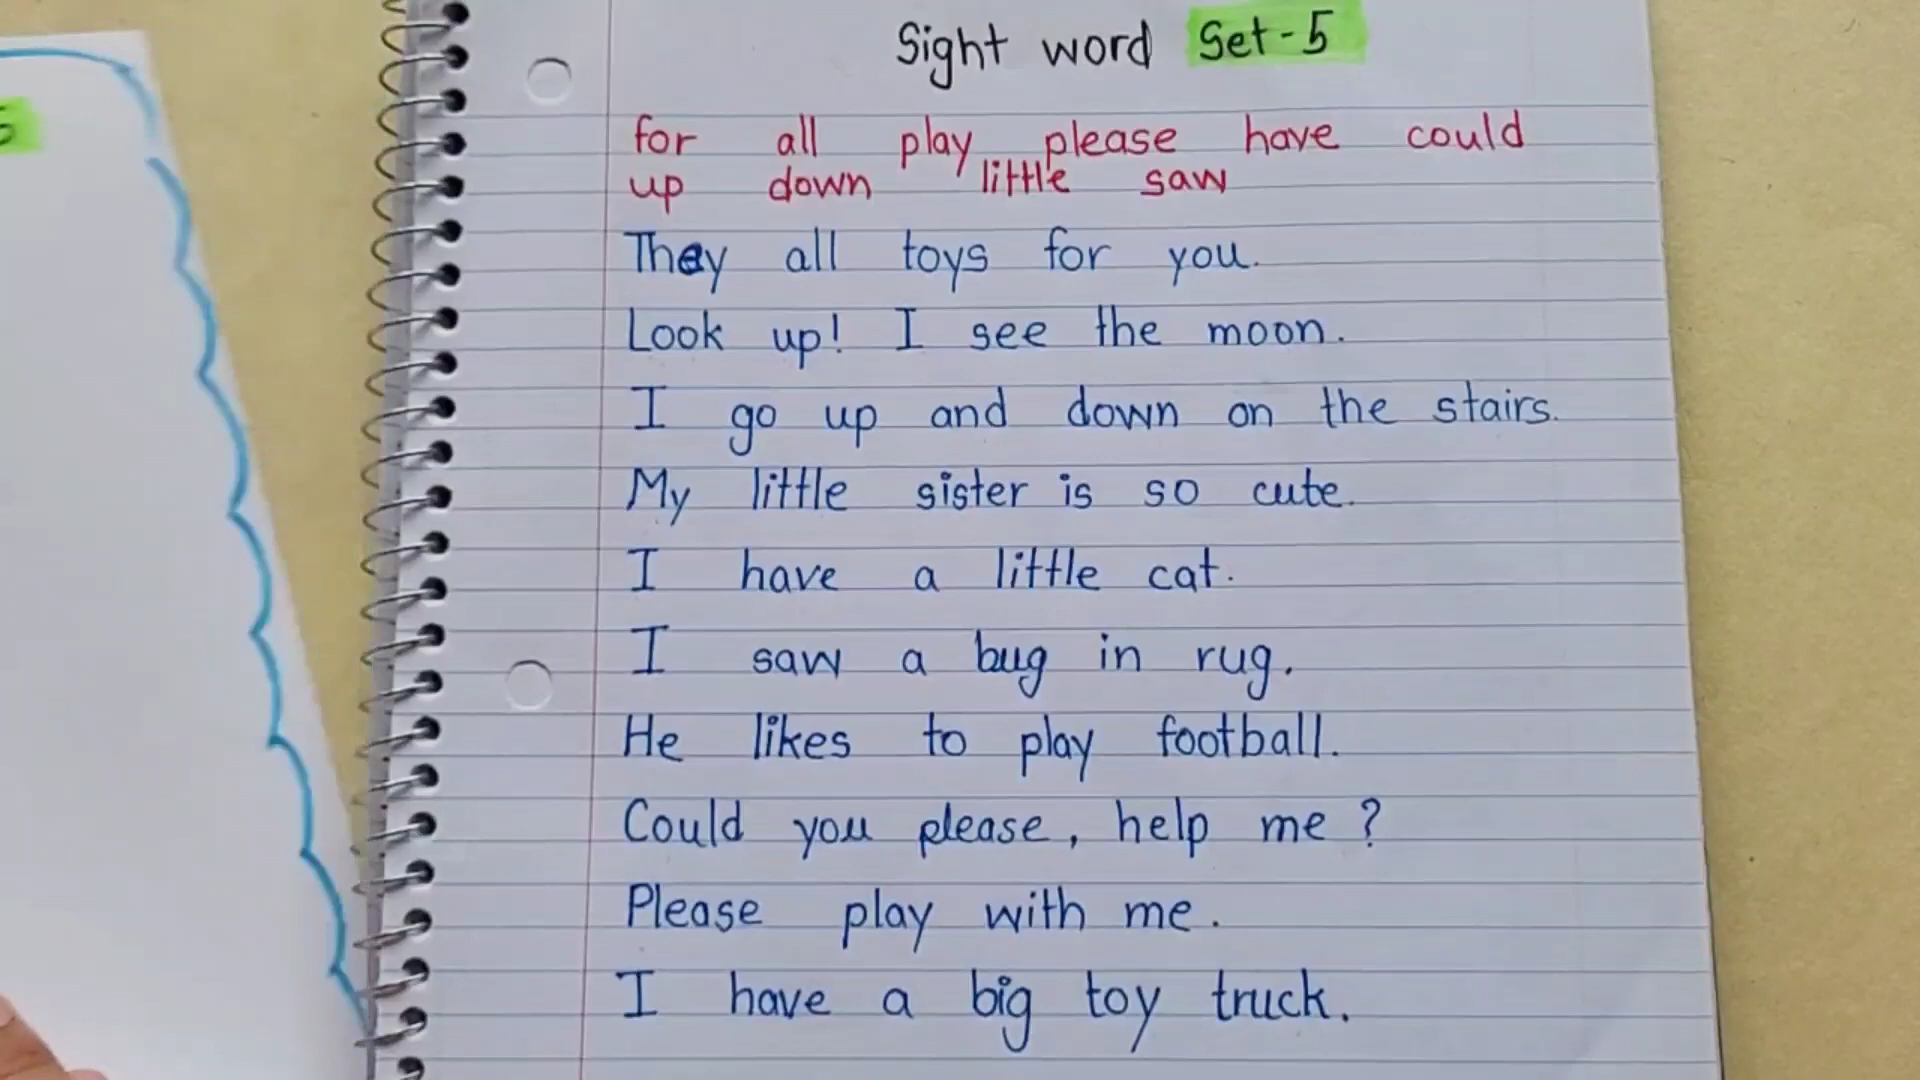 Sight word Set-5
5
for all play please have could
up down little saw
They all toys for you.
Look up! I see the moon.
I go up and down on the stairs.
My little sister is so cute.
I have a little cat.
I saw a bug in rug.
He likes to play football.
Could you please, help me ?
Please play with me.
I have a big toy truck.